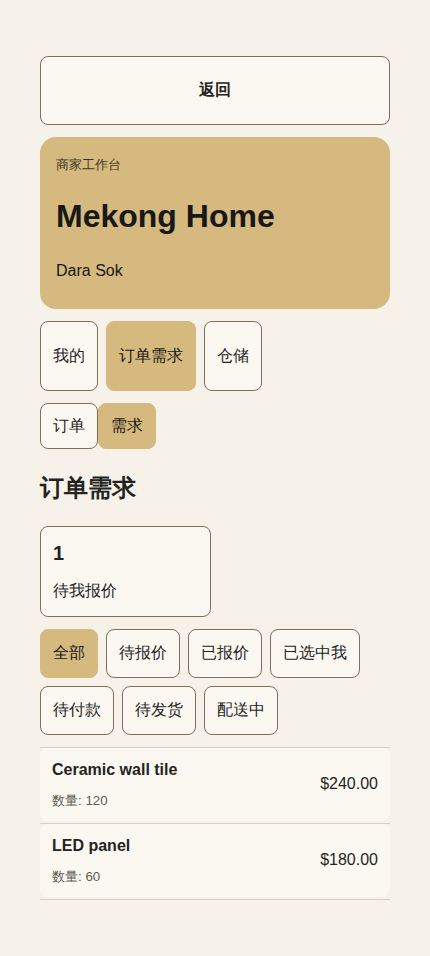 返回
商家工作台
Mekong Home
Dara Sok
我的 订单需求 仓储
订单 需求
订单需求
1
待我报价
全部 待报价 已报价 已选中我
待付款 待发货 配送中
Ceramic wall tile
$240.00
数量: 120
LED panel
$180.00
数量: 60